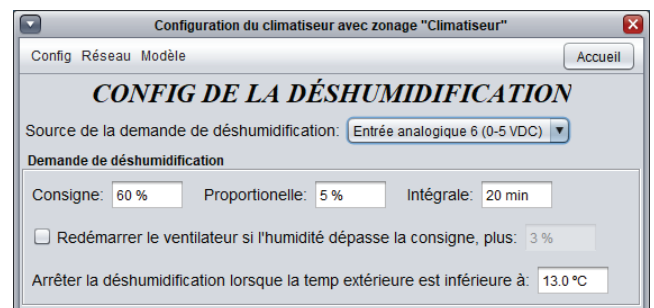 Configuration du climatiseur avec zonage "Climatiseur"
Config Réseau Modèle Accueil
CONFIG DE LA DÉSHUMIDIFICATION
Source de la demande de déshumidification: Entrée analogique 6 (0-5 VDC)
Demande de déshumidification
Consigne: 60 % Proportionelle: 5 % Intégrale: 20 min
Redémarrer le ventilateur si l'humidité dépasse la consigne, plus: 3 %
Arrêter la déshumidification lorsque la temp extérieure est inférieure à: 13.0 ºC